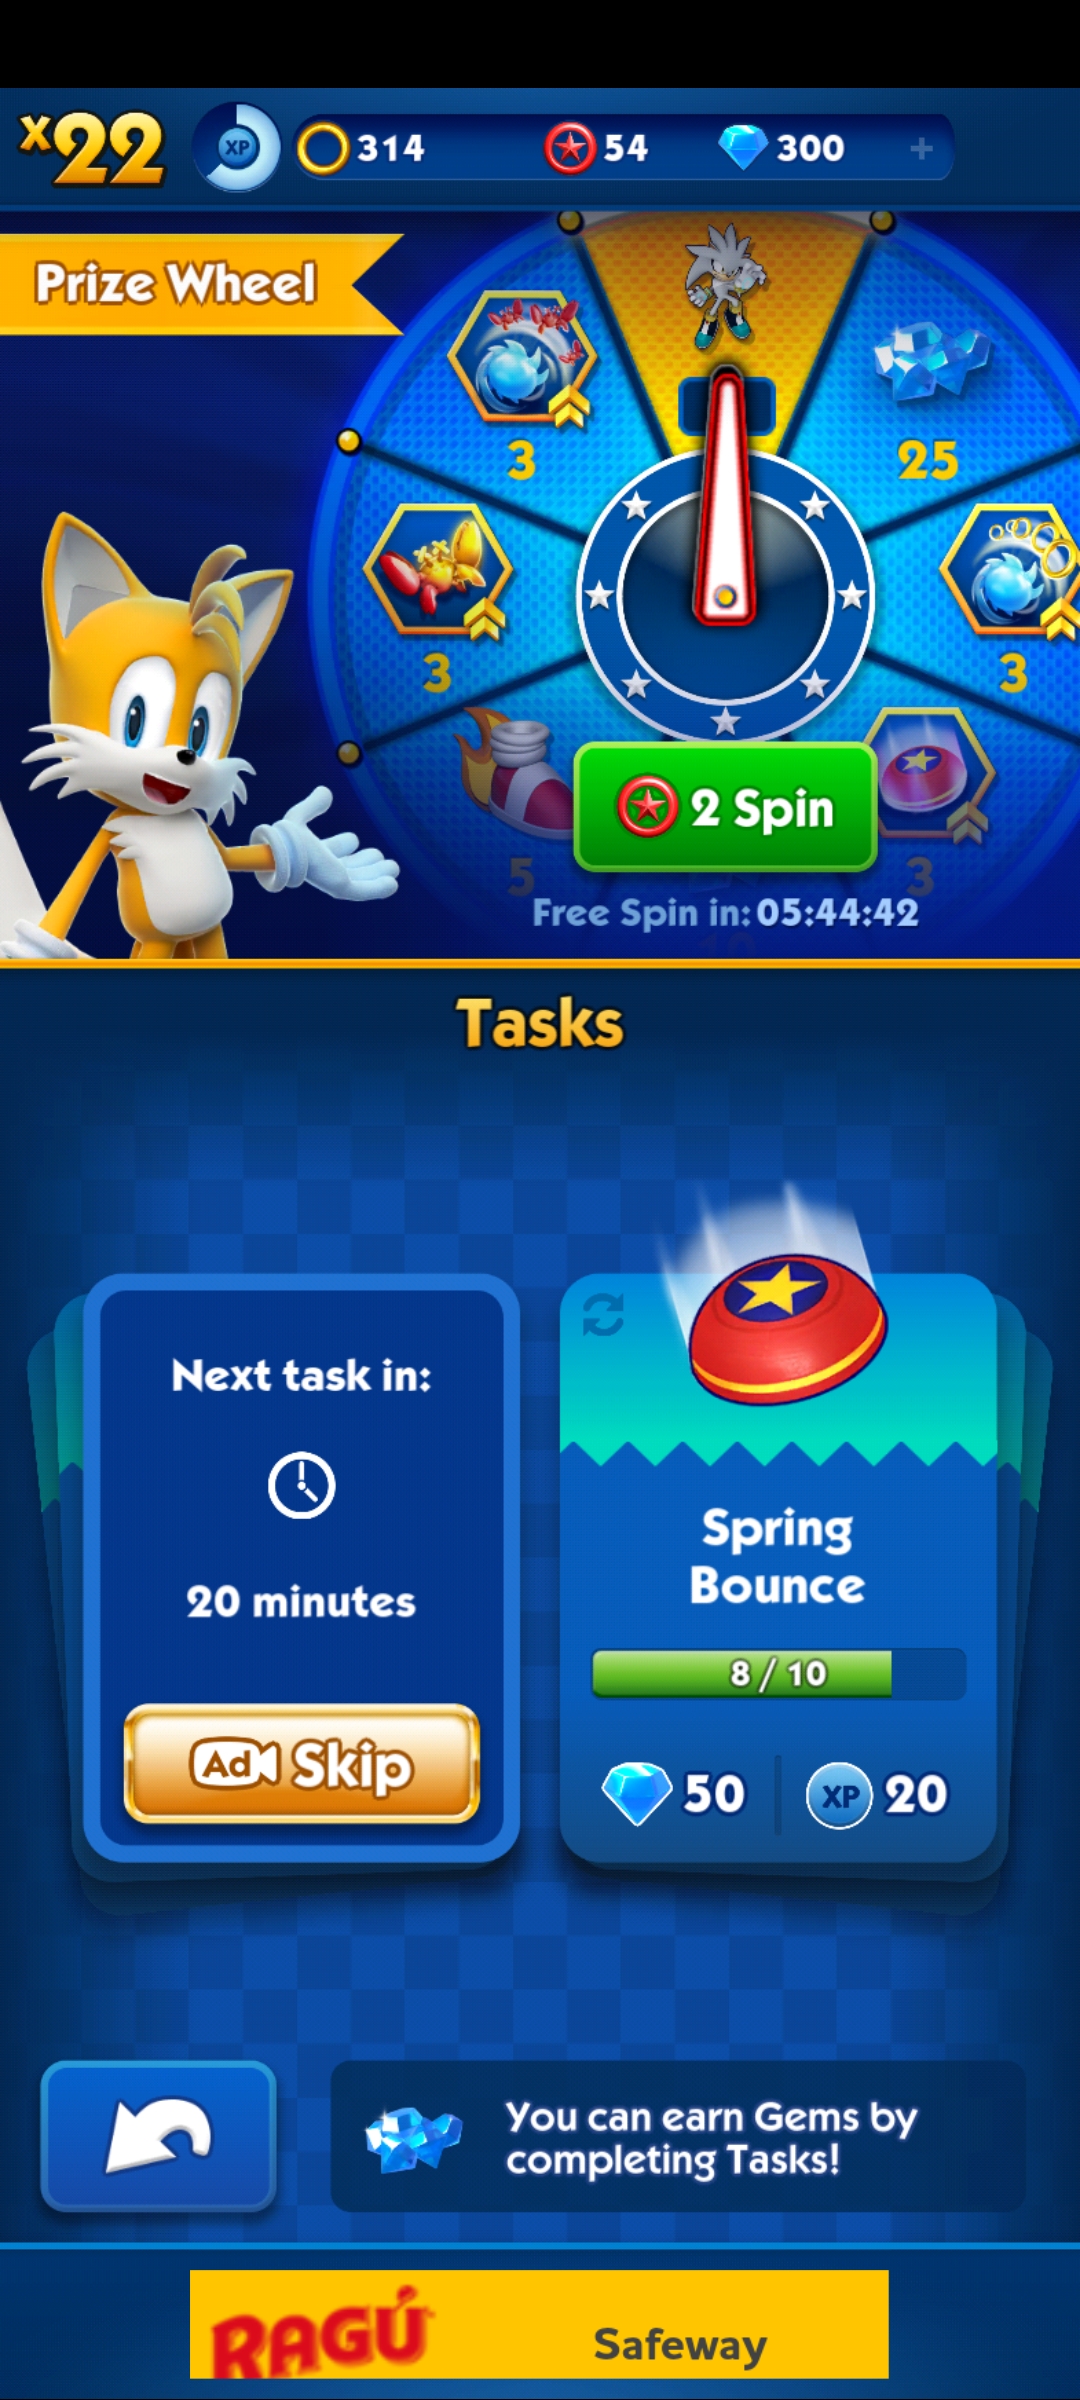 x22
XP
314
54
300
+
Prize Wheel
3
25
3
3
5
2 Spin
3
Free Spin in: 05:44:42
10
Tasks
Next task in:
20 minutes
Ad Skip
Spring
Bounce
8 / 10
50
XP 20
You can earn Gems by
completing Tasks!
RAGÚ
Safeway